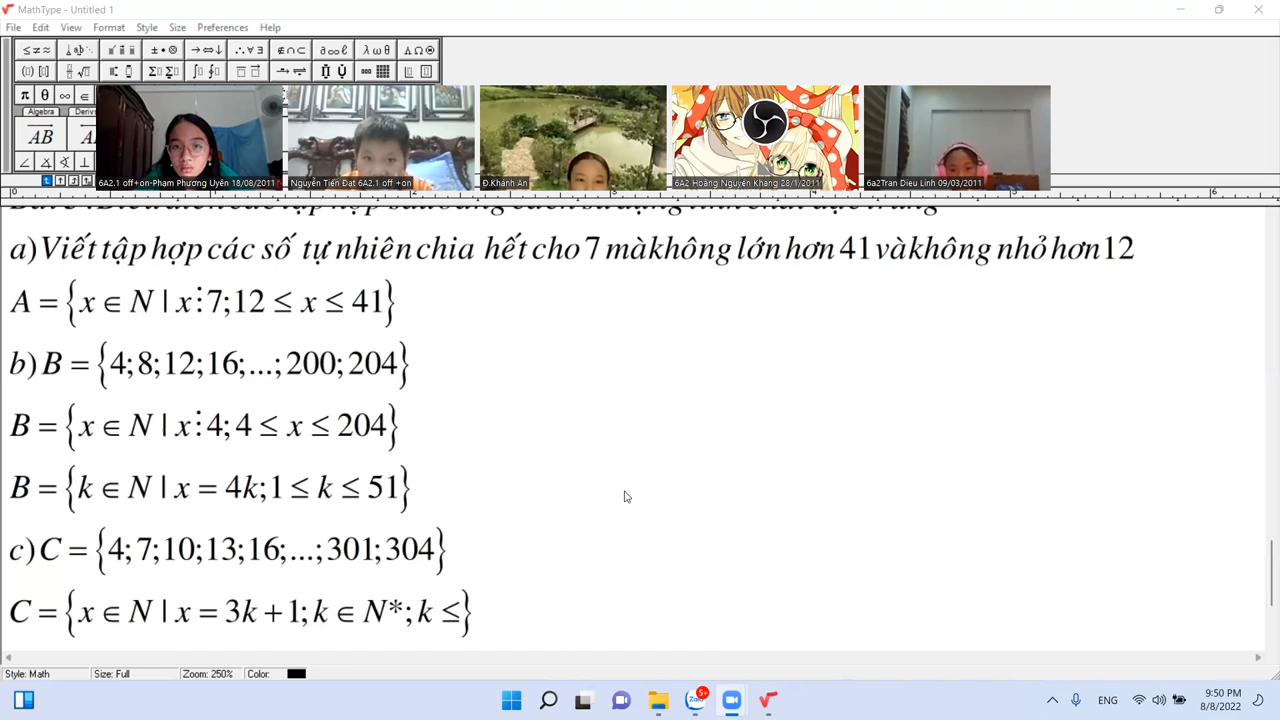 MathType - Untitled 1
File Edit View Format Style Size Preferences Help
Algebra
6A2.1 off+on-Phạm Phương Uyên 18/08/2011
Nguyễn Tiến Đạt 6A2.1 off +on
Đ.Khánh An
6A2 Hoàng Nguyên Khang 28/1/2011
6a2Tran Dieu Linh 09/03/2011
a) Viết tập hợp các số tự nhiên chia hết cho 7 mà không lớn hơn 41 và không nhỏ hơn 12
A = {x ∈ N | x⋮7;12 ≤ x ≤ 41}
b) B = {4;8;12;16;...;200;204}
B = {x ∈ N | x⋮4;4 ≤ x ≤ 204}
B = {k ∈ N | x = 4k;1 ≤ k ≤ 51}
c) C = {4;7;10;13;16;...;301;304}
C = {x ∈ N | x = 3k + 1; k ∈ N*; k ≤}
Style: Math Size: Full Zoom: 250% Color:
Zalo 5+ ENG 9:50 PM
8/8/2022